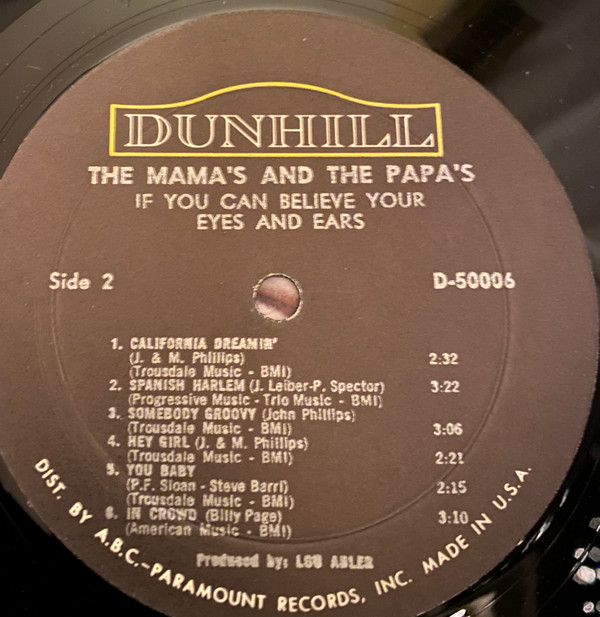 DUNHILL
THE MAMA'S AND THE PAPA'S
IF YOU CAN BELIEVE YOUR
EYES AND EARS
Side 2 D-50006
1. CALIFORNIA DREAMIN'
(J. & M. Phillips) 2:32
(Trousdale Music - BMI)
2. SPANISH HARLEM (J. Leiber-P. Spector) 3:22
(Progressive Music - Trio Music - BMI)
3. SOMEBODY GROOVY (John Phillips)
(Trousdale Music - BMI) 3:06
4. HEY GIRL (J. & M. Phillips)
(Trousdale Music - BMI) 2:21
5. YOU BABY
(P.F. Sloan - Steve Barri) 2:15
(Trousdale Music - BMI)
6. IN CROWD (Billy Page) 3:10
(American Music - BMI)
Produced by: LOU ADLER
DIST. BY A.B.C.-PARAMOUNT RECORDS, INC. MADE IN U.S.A.